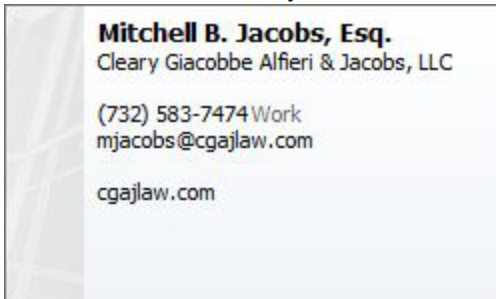 Mitchell B. Jacobs, Esq.
Cleary Giacobbe Alfieri & Jacobs, LLC
(732) 583-7474 Work
mjacobs@cgajlaw.com
cgajlaw.com